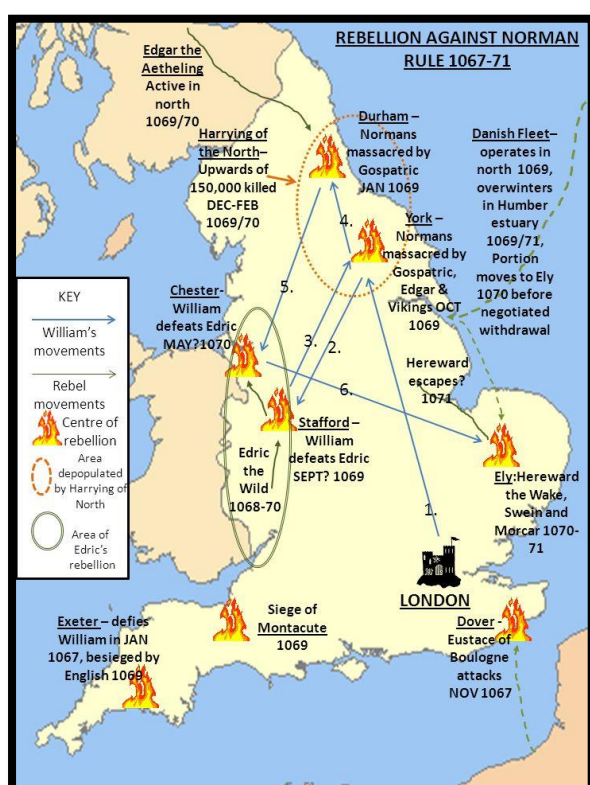 REBELLION AGAINST NORMAN
RULE 1067-71
Edgar the
Aetheling
Active in
north
1069/70
Harrying of
the North–
Upwards of
150,000 killed
DEC-FEB
1069/70
Durham –
Normans
massacred by
Gospatric
JAN 1069
Danish Fleet–
operates in
north 1069,
overwinters
in Humber
estuary
1069/71,
Portion
moves to Ely
1070 before
negotiated
withdrawal
4.
York –
Normans
massacred by
Gospatric,
Edgar &
Vikings OCT
1069
KEY
William's
movements
Rebel
movements
Centre of
rebellion
Area
depopulated
by Harrying of
North
Area of
Edric's
rebellion
Chester-
William
defeats Edric
MAY?1070
5.
3.
2.
6.
Hereward
escapes?
1071
Stafford –
William
defeats Edric
SEPT? 1069
Edric
the
Wild
1068-70
Ely:Hereward
the Wake,
Swein and
Morcar 1070-
71
1.
LONDON
Exeter – defies
William in JAN
1067, besieged by
English 1069
Siege of
Montacute
1069
Dover -
Eustace of
Boulogne
attacks
NOV 1067